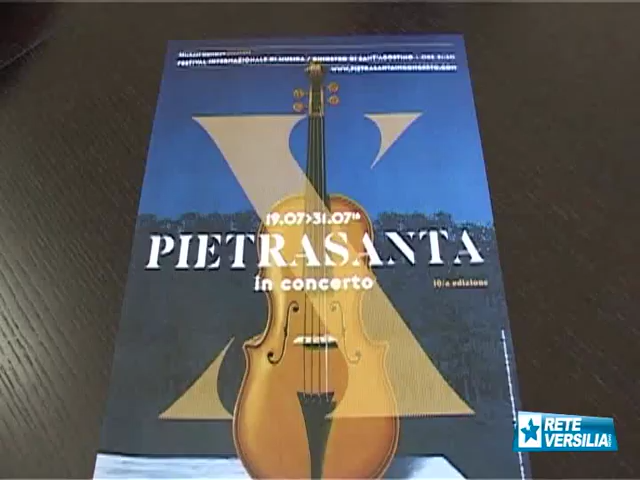 FESTIVAL INTERNAZIONALE DI MUSICA / CHIOSTRO DI SANT'AGOSTINO
WWW.PIETRASANTAINCONCERTO.COM
X
19.07>31.07
PIETRASANTA
in concerto
10/a edizione
RETE
VERSILIA